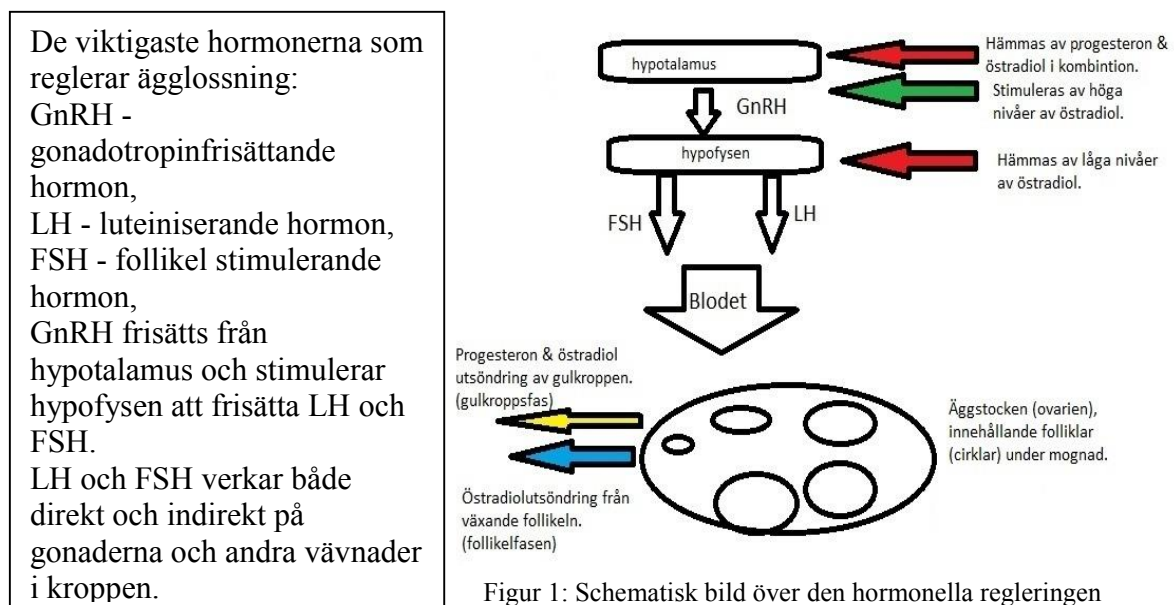 De viktigaste hormonerna som
reglerar ägglossning:
GnRH -
gonadotropinfrisättande
hormon,
LH - luteiniserande hormon,
FSH - follikel stimulerande
hormon,
GnRH frisätts från
hypotalamus och stimulerar
hypofysen att frisätta LH och
FSH.
LH och FSH verkar både
direkt och indirekt på
gonaderna och andra vävnader
i kroppen.
hypotalamus
Hämmas av progesteron &
östradiol i kombintion.
Stimuleras av höga
nivåer av östradiol.
GnRH
hypofysen
Hämmas av låga nivåer
av östradiol.
FSH
LH
Blodet
Progesteron & östradiol
utsöndring av gulkroppen.
(gulkroppsfas)
Äggstocken (ovarien),
innehållande folliklar
(cirklar) under mognad.
Östradiolutsöndring från
växande follikeln.
(follikelfasen)
Figur 1: Schematisk bild över den hormonella regleringen